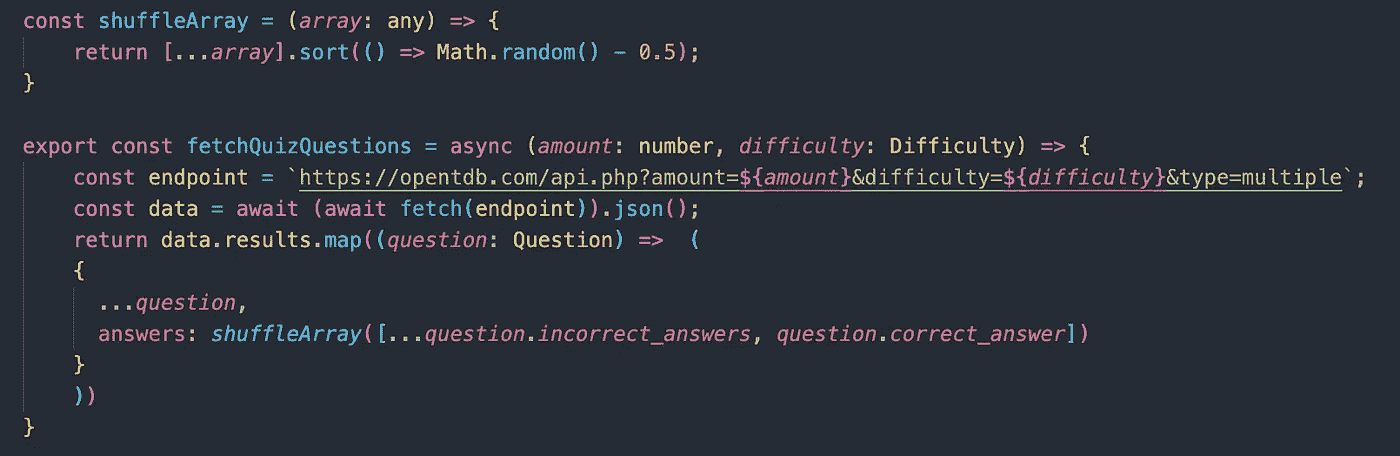 const shuffleArray = (array: any) => {
    return [...array].sort(() => Math.random() - 0.5);
}

export const fetchQuizQuestions = async (amount: number, difficulty: Difficulty) => {
    const endpoint = `https://opentdb.com/api.php?amount=${amount}&difficulty=${difficulty}&type=multiple`;
    const data = await (await fetch(endpoint)).json();
    return data.results.map((question: Question) =>  (
    {
      ...question,
      answers: shuffleArray([...question.incorrect_answers, question.correct_answer])
    }
    ))
}